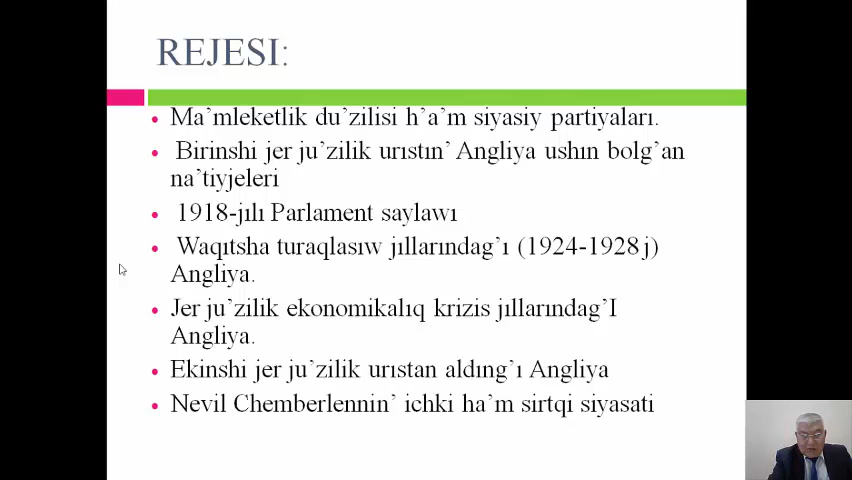 REJESI:
Ma’mleketlik du’zilisi h’a’m siyasiy partiyaları.
Birinshi jer ju’zilik urıstın’ Angliya ushın bolg’an
na’tiyjeleri
1918-jılı Parlament saylawı
Waqıtsha turaqlasıw jıllarındag’ı (1924-1928 j)
Angliya.
Jer ju’zilik ekonomikalıq krizis jıllarındag’I
Angliya.
Ekinshi jer ju’zilik urıstan aldıng’ı Angliya
Nevil Chemberlennin’ ichki ha’m sirtqi siyasati